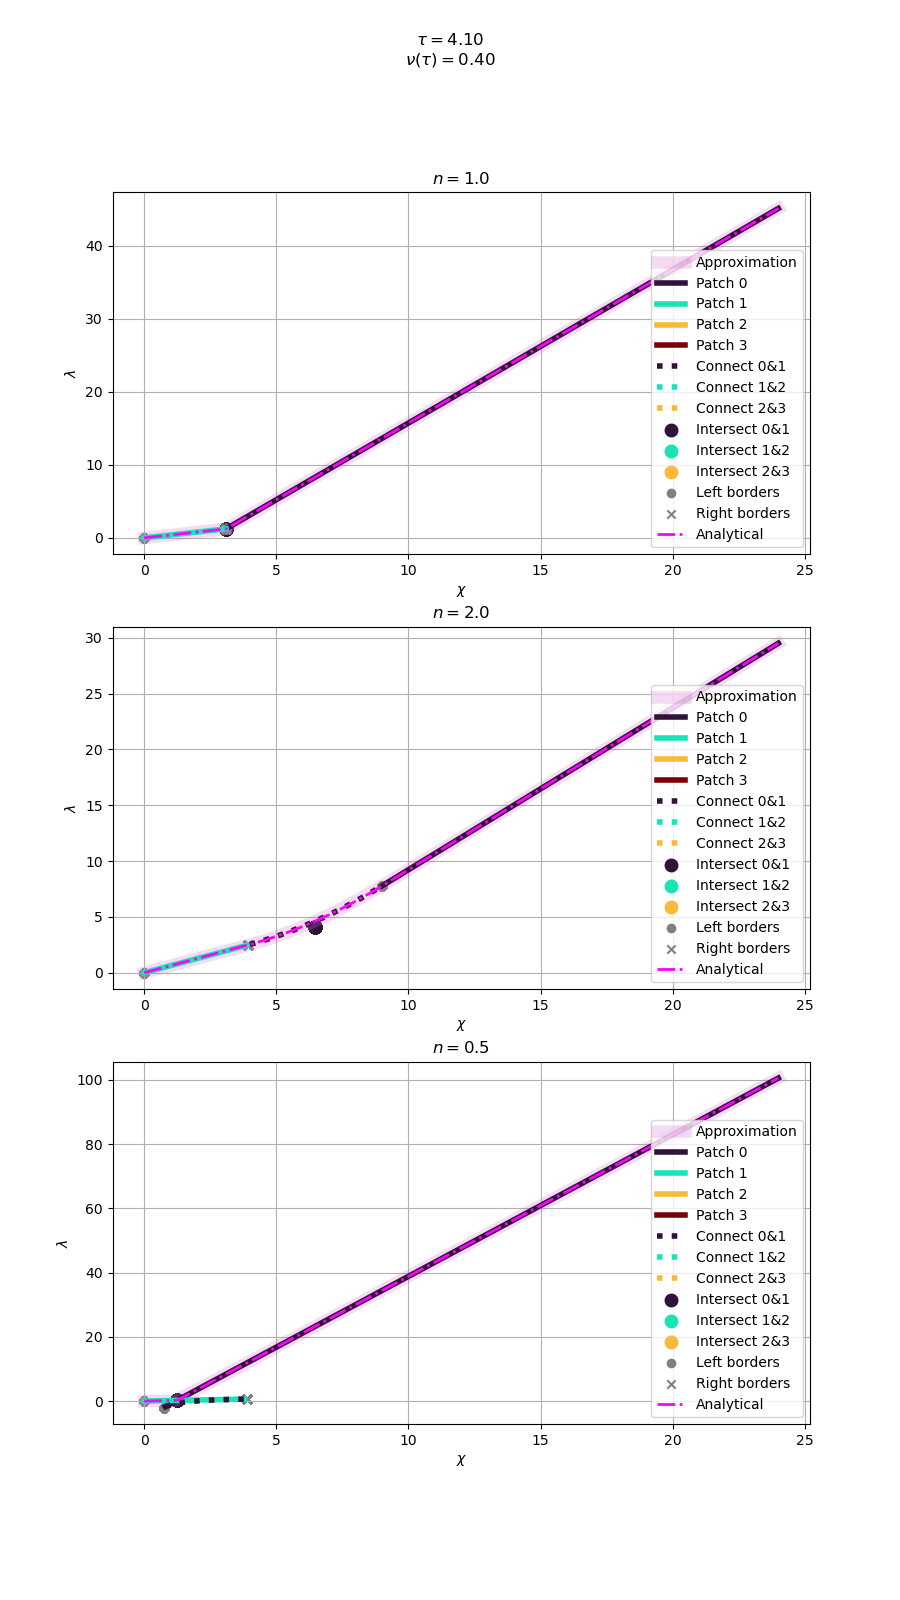 τ = 4.10
ν(τ) = 0.40
n = 1.0
40
30
20
10
0
λ
Approximation
Patch 0
Patch 1
Patch 2
Patch 3
Connect 0&1
Connect 1&2
Connect 2&3
Intersect 0&1
Intersect 1&2
Intersect 2&3
Left borders
Right borders
Analytical
0 5 10 15 20 25
χ
n = 2.0
30
25
20
15
10
5
0
λ
Approximation
Patch 0
Patch 1
Patch 2
Patch 3
Connect 0&1
Connect 1&2
Connect 2&3
Intersect 0&1
Intersect 1&2
Intersect 2&3
Left borders
Right borders
Analytical
0 5 10 15 20 25
χ
n = 0.5
100
80
60
40
20
0
λ
Approximation
Patch 0
Patch 1
Patch 2
Patch 3
Connect 0&1
Connect 1&2
Connect 2&3
Intersect 0&1
Intersect 1&2
Intersect 2&3
Left borders
Right borders
Analytical
0 5 10 15 20 25
χ